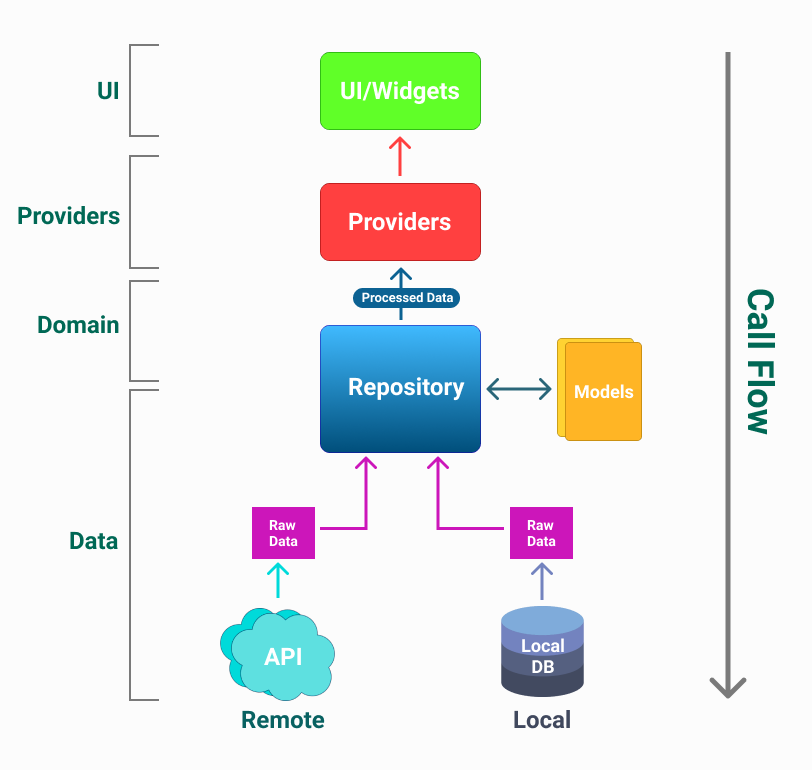 UI
UI/Widgets
Providers
Providers
Processed Data
Domain
Call Flow
Repository
Models
Raw
Data
Raw
Data
Data
API
Local
DB
Remote
Local